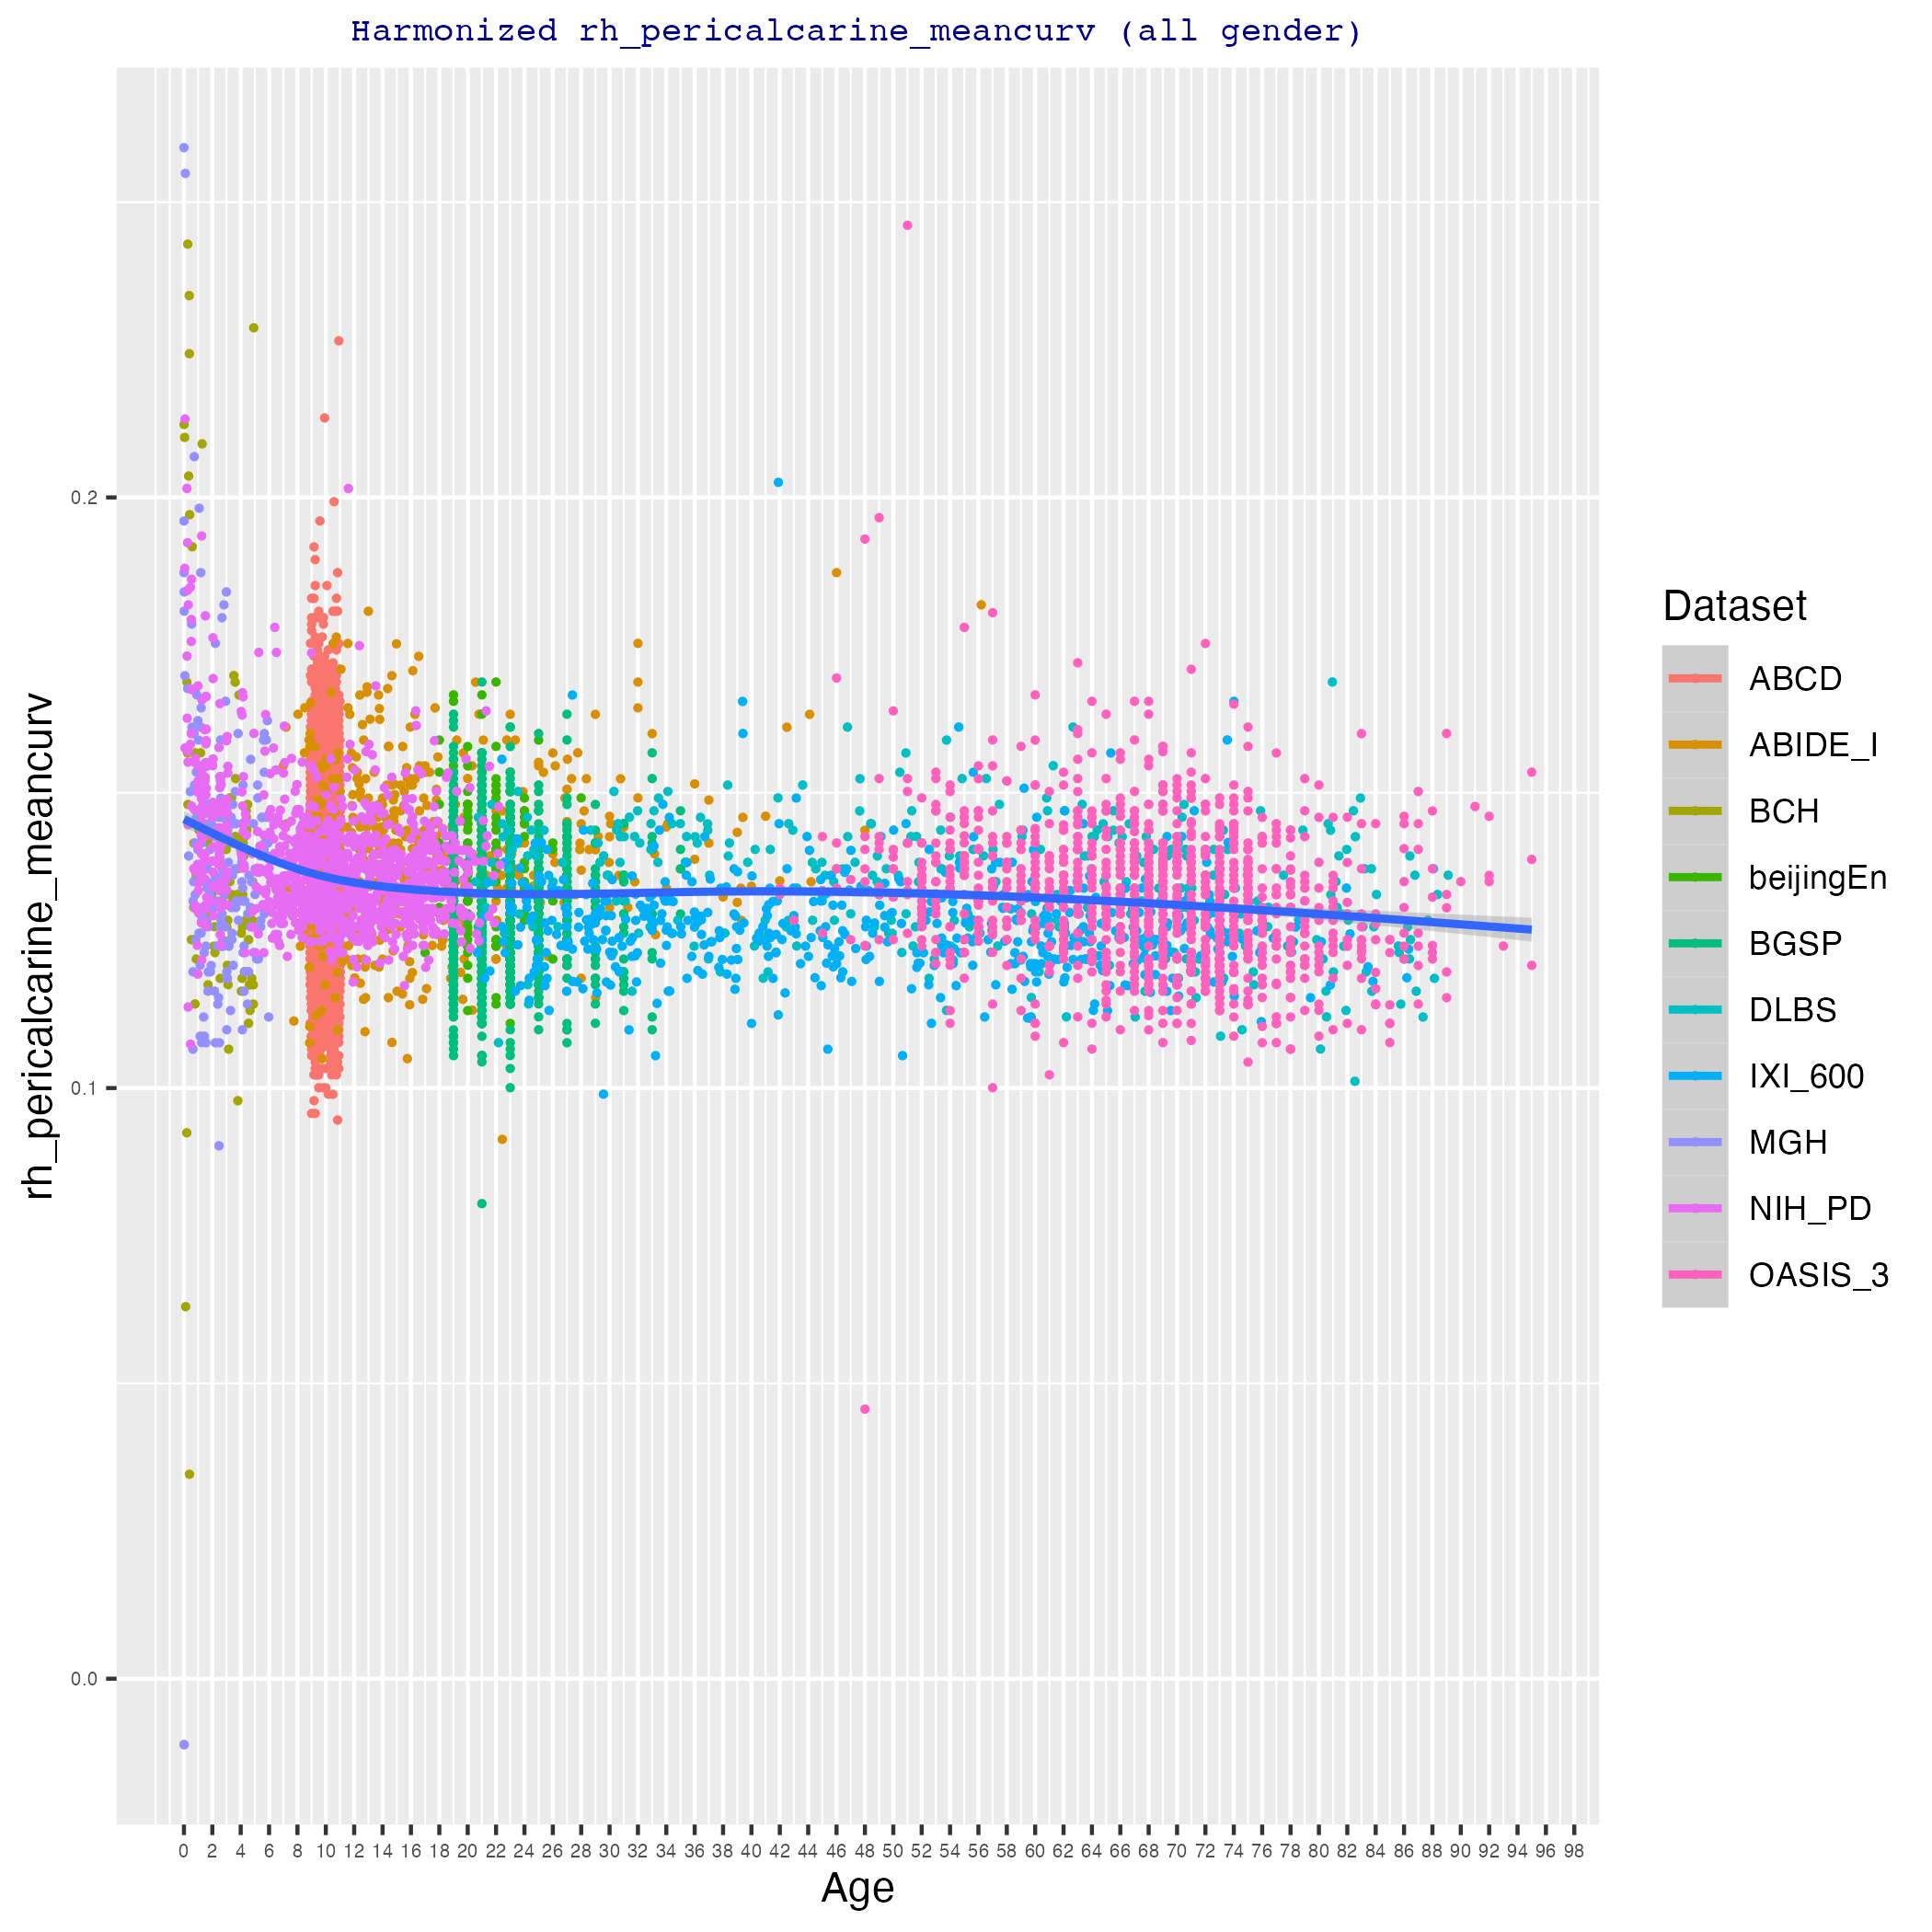 Harmonized rh_pericalcarine_meancurv (all gender)
rh_pericalcarine_meancurv
0.2
0.1
0.0
0 2 4 6 8 10 12 14 16 18 20 22 24 26 28 30 32 34 36 38 40 42 44 46 48 50 52 54 56 58 60 62 64 66 68 70 72 74 76 78 80 82 84 86 88 90 92 94 96 98
Age
Dataset
ABCD
ABIDE_I
BCH
beijingEn
BGSP
DLBS
IXI_600
MGH
NIH_PD
OASIS_3